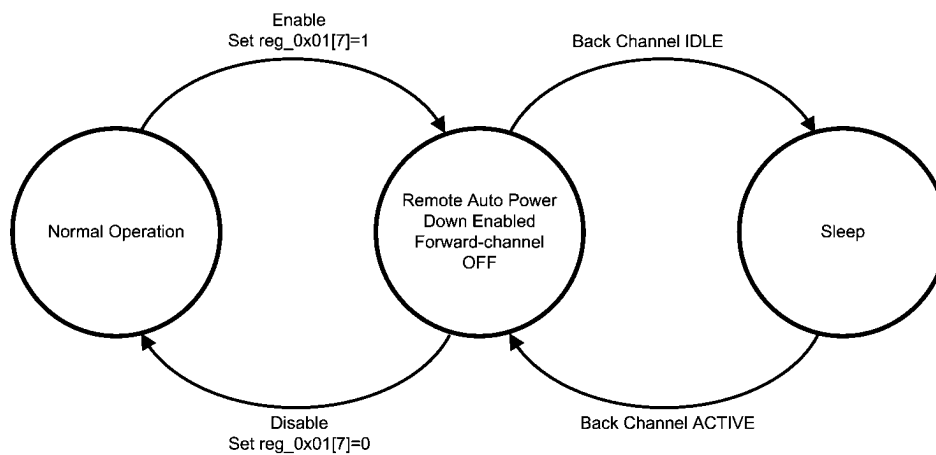 Enable
Set reg_0x01[7]=1
Back Channel IDLE
Normal Operation
Remote Auto Power
Down Enabled
Forward-channel
OFF
Sleep
Disable
Set reg_0x01[7]=0
Back Channel ACTIVE